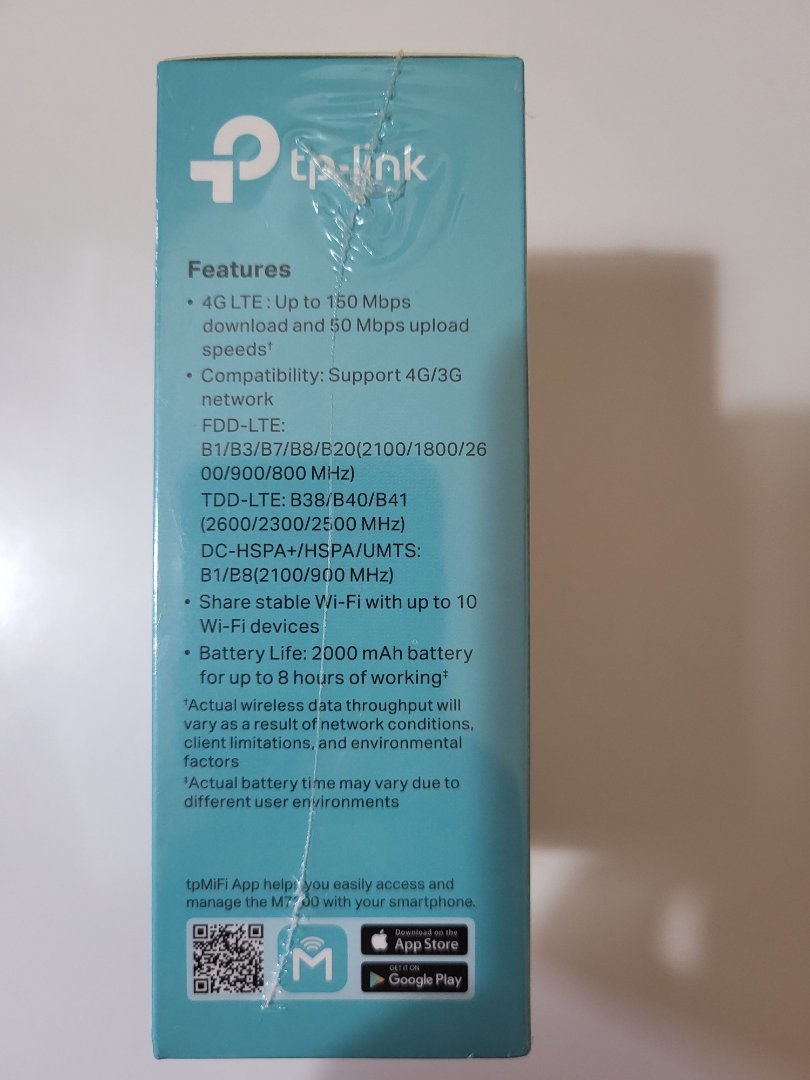 tp-link
Features
• 4G LTE : Up to 150 Mbps
download and 50 Mbps upload
speeds†
• Compatibility: Support 4G/3G
network
FDD-LTE:
B1/B3/B7/B8/B20(2100/1800/26
00/900/800 MHz)
TDD-LTE: B38/B40/B41
(2600/2300/2500 MHz)
DC-HSPA+/HSPA/UMTS:
B1/B8(2100/900 MHz)
• Share stable Wi-Fi with up to 10
Wi-Fi devices
• Battery Life: 2000 mAh battery
for up to 8 hours of working‡
†Actual wireless data throughput will
vary as a result of network conditions,
client limitations, and environmental
factors
‡Actual battery time may vary due to
different user environments
tpMiFi App helps you easily access and
manage the with your smartphone.
M
Download on the
App Store
GET IT ON
Google Play